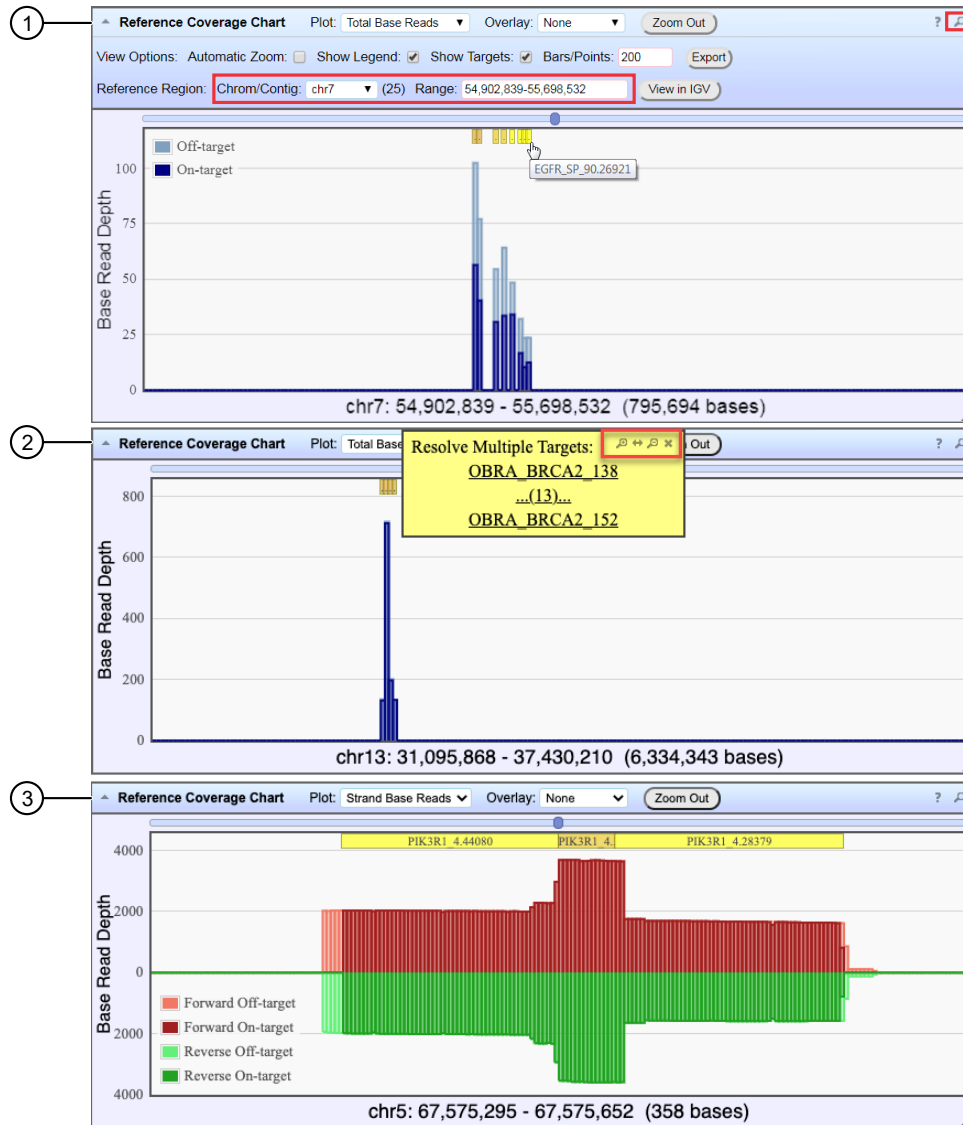 1
Reference Coverage Chart Plot: Total Base Reads Overlay: None Zoom Out ?
View Options: Automatic Zoom: Show Legend: Show Targets: Bars/Points: 200 Export
Reference Region: Chrom/Contig: chr7 (25) Range: 54,902,839-55,698,532 View in IGV
Off-target
On-target
EGFR_SP_90.26921
100
75
50
25
0
Base Read Depth
chr7: 54,902,839 - 55,698,532 (795,694 bases)
2
Reference Coverage Chart Plot: Total Base Out ?
Resolve Multiple Targets:
OBRA_BRCA2_138
...(13)...
OBRA_BRCA2_152
800
600
400
200
0
Base Read Depth
chr13: 31,095,868 - 37,430,210 (6,334,343 bases)
3
Reference Coverage Chart Plot: Strand Base Reads Overlay: None Zoom Out ?
PIK3R1_4.44080 PIK3R1_4. PIK3R1_4.28379
4000
2000
0
2000
4000
Base Read Depth
Forward Off-target
Forward On-target
Reverse Off-target
Reverse On-target
chr5: 67,575,295 - 67,575,652 (358 bases)